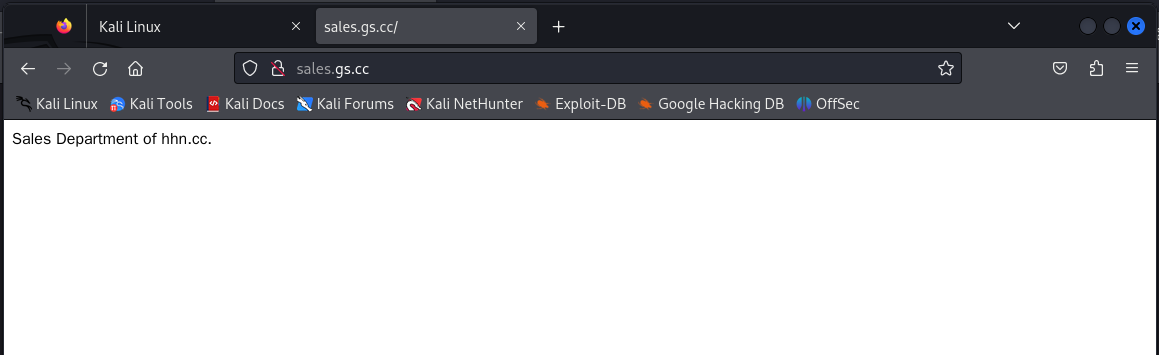 Kali Linux
sales.gs.cc/
sales.gs.cc
Kali Linux Kali Tools Kali Docs Kali Forums Kali NetHunter Exploit-DB Google Hacking DB OffSec
Sales Department of hhn.cc.